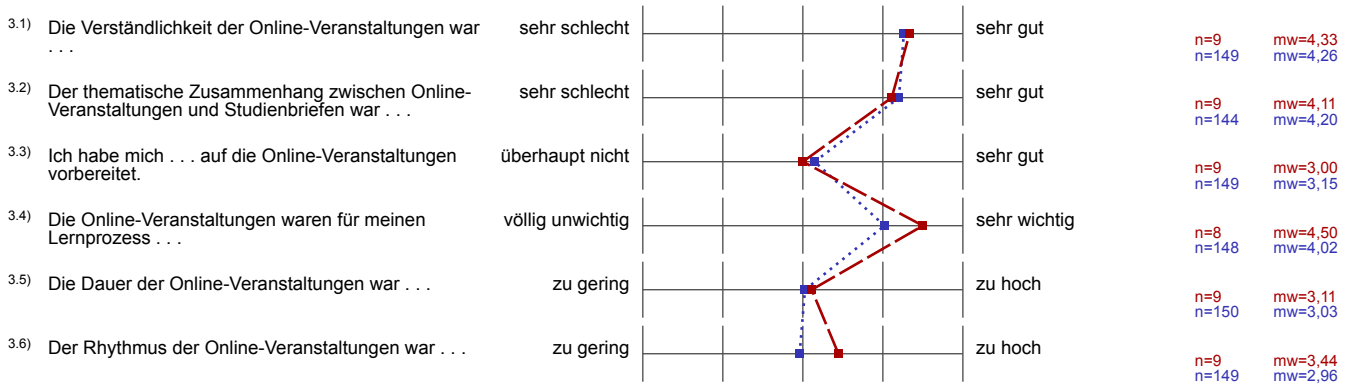 3.1) Die Verständlichkeit der Online-Veranstaltungen war sehr schlecht sehr gut
. . .
n=9 mw=4,33
n=149 mw=4,26
3.2) Der thematische Zusammenhang zwischen Online- sehr schlecht sehr gut
Veranstaltungen und Studienbriefen war . . .
n=9 mw=4,11
n=144 mw=4,20
3.3) Ich habe mich . . . auf die Online-Veranstaltungen überhaupt nicht sehr gut
vorbereitet.
n=9 mw=3,00
n=149 mw=3,15
3.4) Die Online-Veranstaltungen waren für meinen völlig unwichtig sehr wichtig
Lernprozess . . .
n=8 mw=4,50
n=148 mw=4,02
3.5) Die Dauer der Online-Veranstaltungen war . . . zu gering zu hoch
n=9 mw=3,11
n=150 mw=3,03
3.6) Der Rhythmus der Online-Veranstaltungen war . . . zu gering zu hoch
n=9 mw=3,44
n=149 mw=2,96